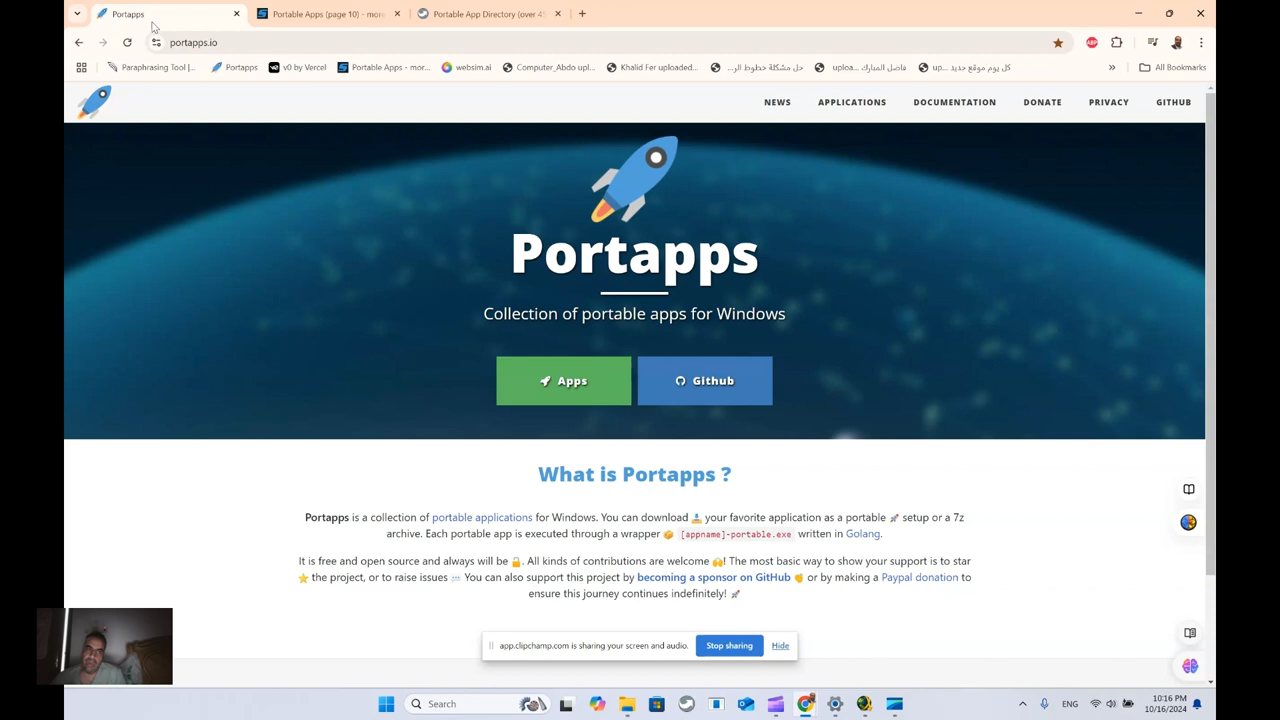 Portapps
Portable Apps (page 10) - more
Portable App Directory (over 4
portapps.io
Paraphrasing Tool |...
Portapps
v0 by Vercel
Portable Apps - mor...
websim.ai
Computer_Abdo upl...
Khalid Fer uploaded...
حل مشكلة خطوط الر...
فاضل المبارك uploa...
كل يوم موقع جديد up...
All Bookmarks
NEWS
APPLICATIONS
DOCUMENTATION
DONATE
PRIVACY
GITHUB
Portapps
Collection of portable apps for Windows
Apps
Github
What is Portapps ?
Portapps is a collection of portable applications for Windows. You can download 📥 your favorite application as a portable 🚀 setup or a 7z
archive. Each portable app is executed through a wrapper 📦 [appname]-portable.exe written in Golang.
It is free and open source and always will be 🔓. All kinds of contributions are welcome 🙌! The most basic way to show your support is to star
⭐ the project, or to raise issues 💬 You can also support this project by becoming a sponsor on GitHub 👏 or by making a Paypal donation to
ensure this journey continues indefinitely! 🚀
app.clipchamp.com is sharing your screen and audio.
Stop sharing
Hide
Search
ENG
10:16 PM
10/16/2024